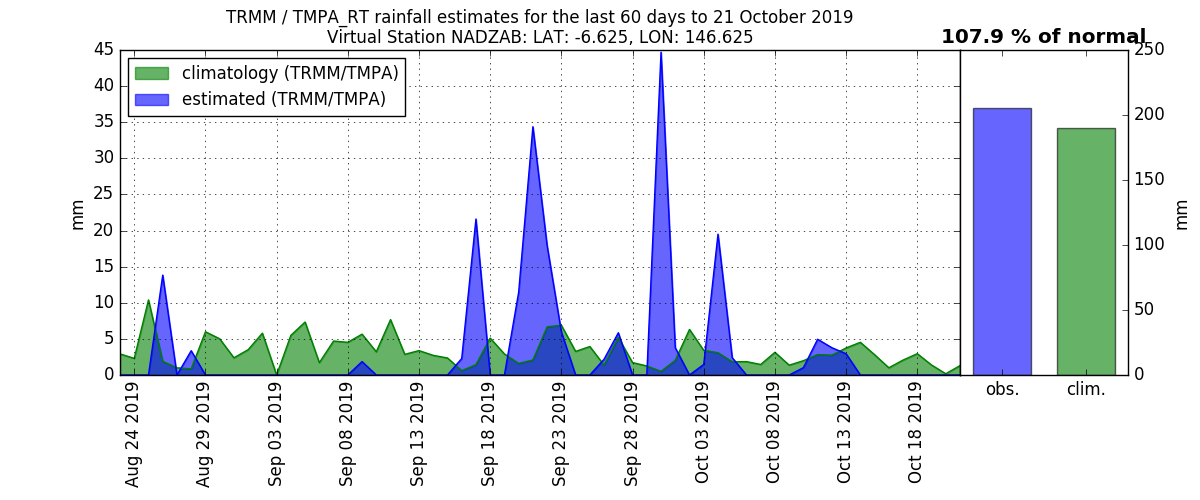 TRMM / TMPA_RT rainfall estimates for the last 60 days to 21 October 2019
Virtual Station NADZAB: LAT: -6.625, LON: 146.625
107.9 % of normal
climatology (TRMM/TMPA)
estimated (TRMM/TMPA)
mm
45
40
35
30
25
20
15
10
5
0
Aug 24 2019
Aug 29 2019
Sep 03 2019
Sep 08 2019
Sep 13 2019
Sep 18 2019
Sep 23 2019
Sep 28 2019
Oct 03 2019
Oct 08 2019
Oct 13 2019
Oct 18 2019
250
200
150
100
50
0
mm
obs.
clim.